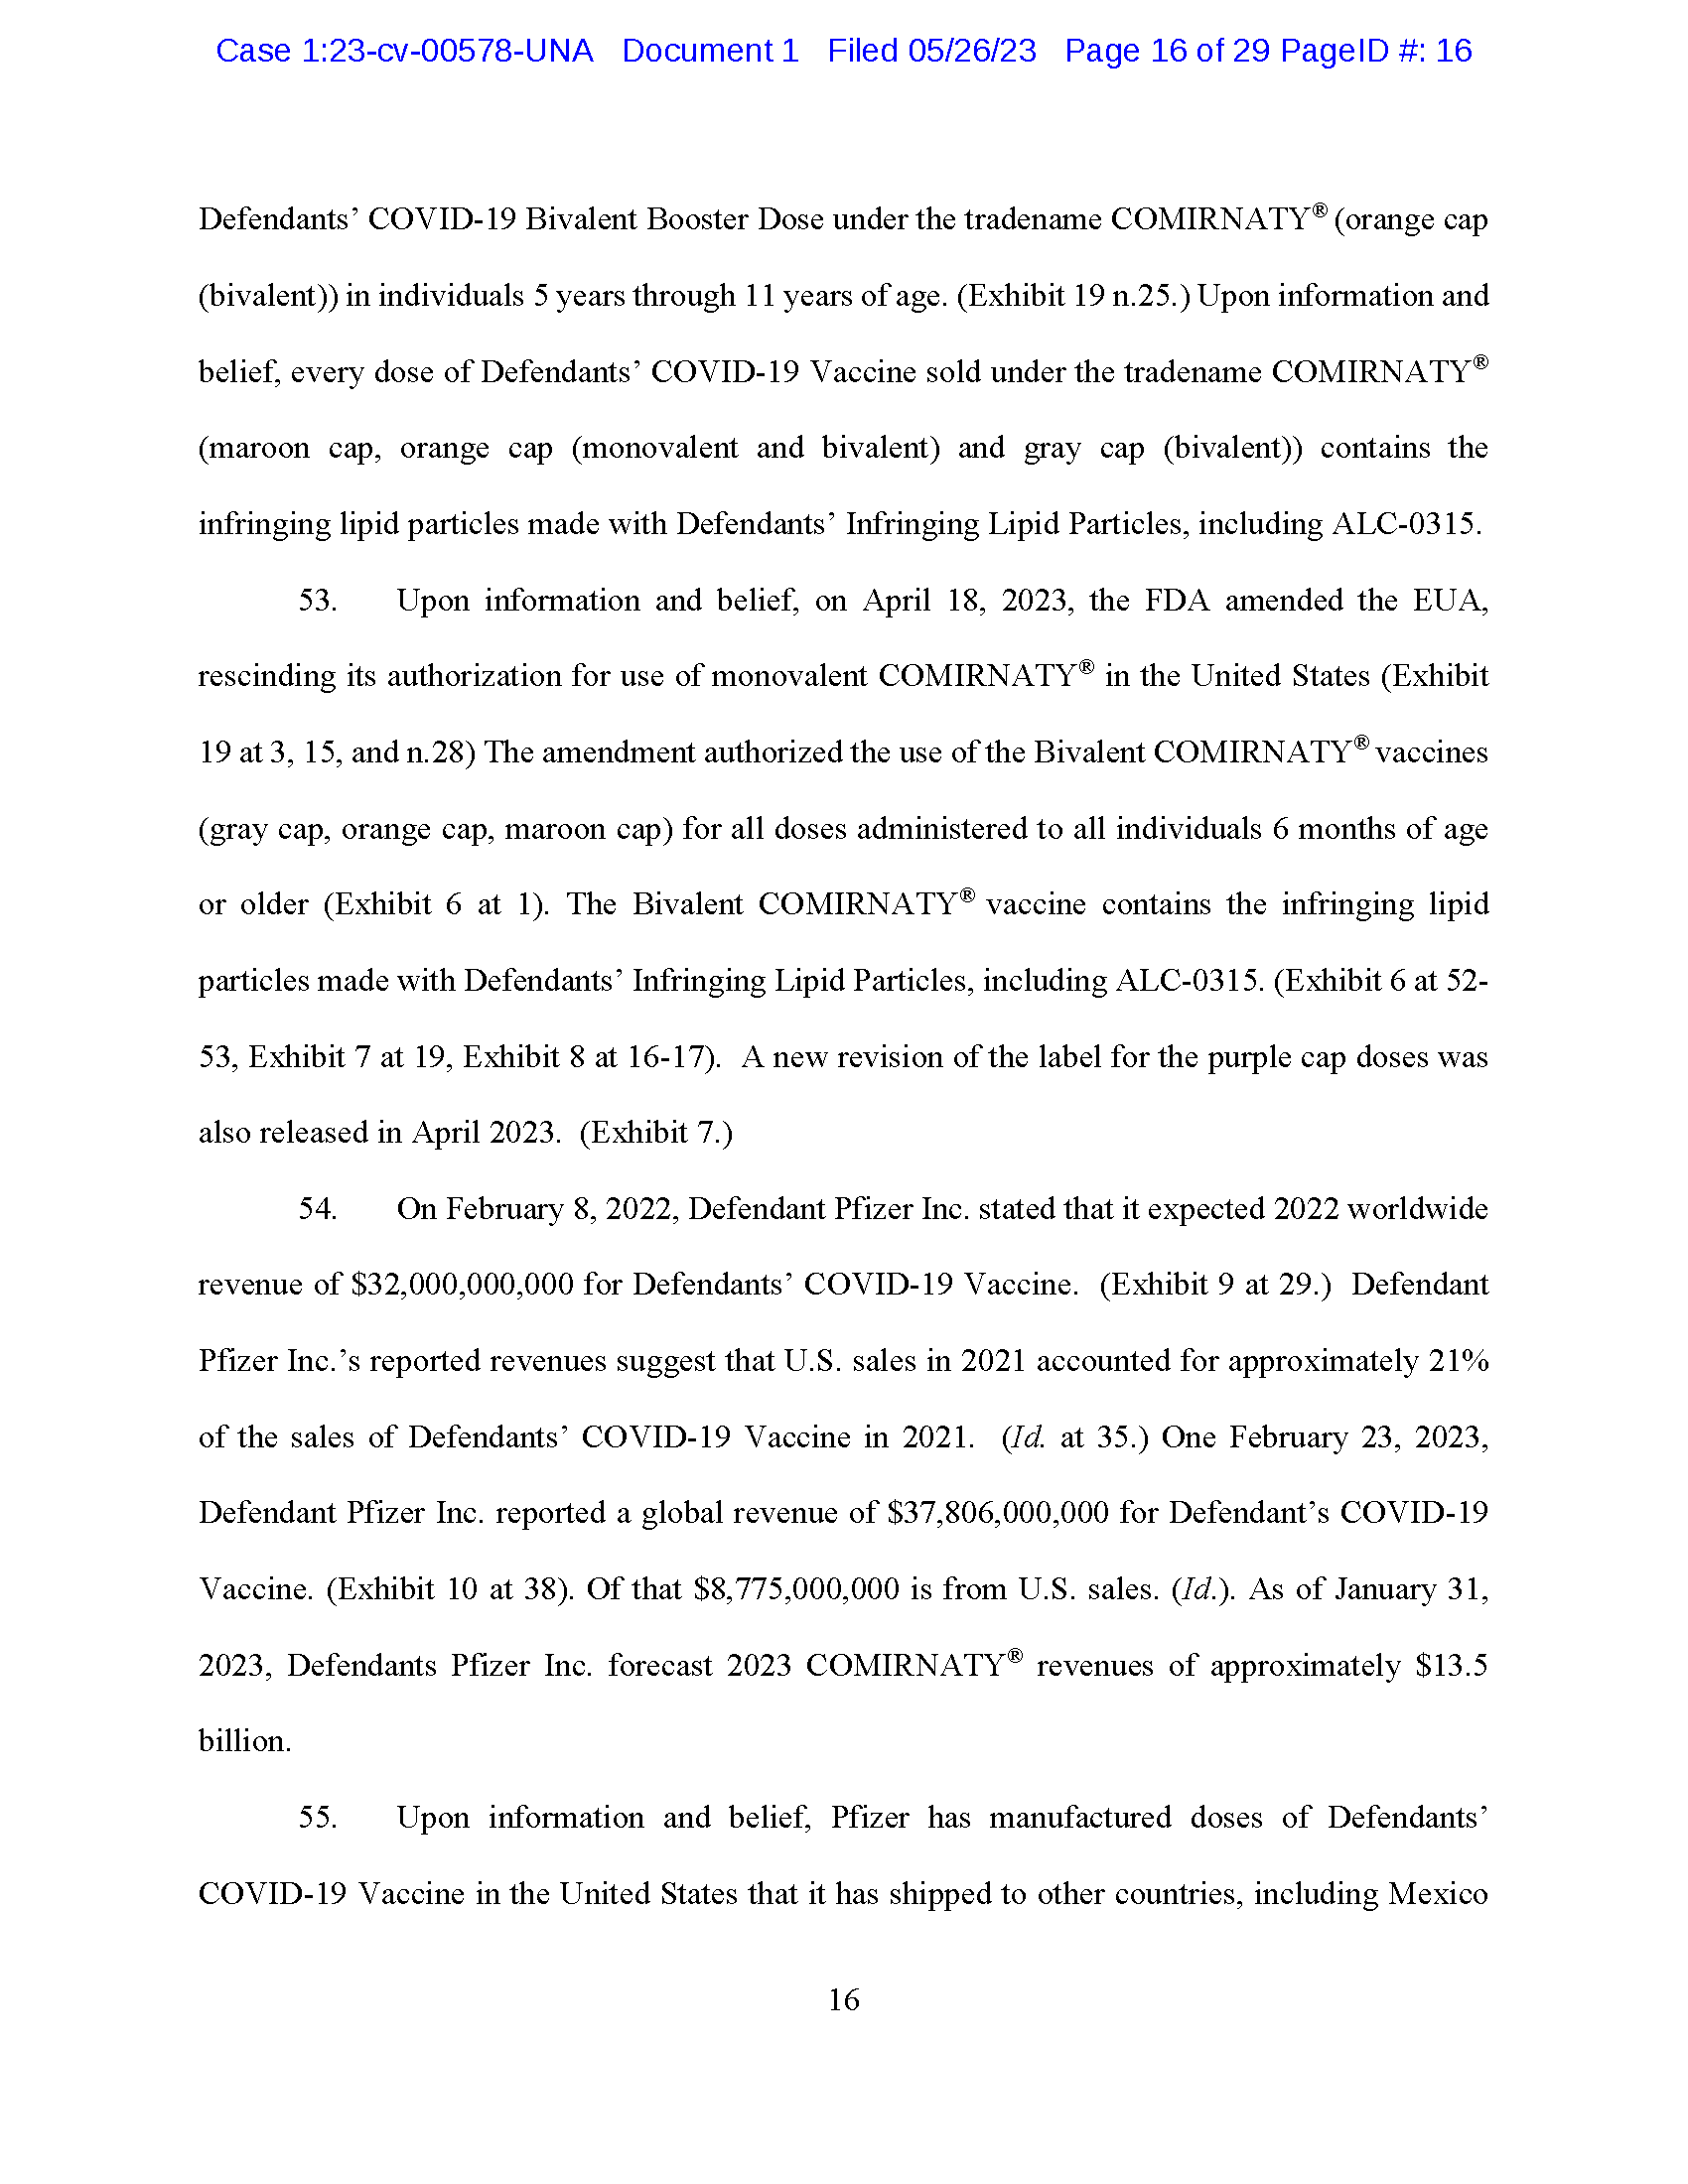 Case 1:23-cv-00578-UNA Document 1 Filed 05/26/23 Page 16 of 29 PageID #: 16
Defendants’ COVID-19 Bivalent Booster Dose under the tradename COMIRNATY® (orange cap
(bivalent)) in individuals 5 years through 11 years of age. (Exhibit 19 n.25.) Upon information and
belief, every dose of Defendants’ COVID-19 Vaccine sold under the tradename COMIRNATY®
(maroon cap, orange cap (monovalent and bivalent) and gray cap (bivalent)) contains the
infringing lipid particles made with Defendants’ Infringing Lipid Particles, including ALC-0315.
53. Upon information and belief, on April 18, 2023, the FDA amended the EUA,
rescinding its authorization for use of monovalent COMIRNATY® in the United States (Exhibit
19 at 3, 15, and n.28) The amendment authorized the use of the Bivalent COMIRNATY® vaccines
(gray cap, orange cap, maroon cap) for all doses administered to all individuals 6 months of age
or older (Exhibit 6 at 1). The Bivalent COMIRNATY® vaccine contains the infringing lipid
particles made with Defendants’ Infringing Lipid Particles, including ALC-0315. (Exhibit 6 at 52-
53, Exhibit 7 at 19, Exhibit 8 at 16-17). A new revision of the label for the purple cap doses was
also released in April 2023. (Exhibit 7.)
54. On February 8, 2022, Defendant Pfizer Inc. stated that it expected 2022 worldwide
revenue of $32,000,000,000 for Defendants’ COVID-19 Vaccine. (Exhibit 9 at 29.) Defendant
Pfizer Inc.’s reported revenues suggest that U.S. sales in 2021 accounted for approximately 21%
of the sales of Defendants’ COVID-19 Vaccine in 2021. (Id. at 35.) One February 23, 2023,
Defendant Pfizer Inc. reported a global revenue of $37,806,000,000 for Defendant’s COVID-19
Vaccine. (Exhibit 10 at 38). Of that $8,775,000,000 is from U.S. sales. (Id.). As of January 31,
2023, Defendants Pfizer Inc. forecast 2023 COMIRNATY® revenues of approximately $13.5
billion.
55. Upon information and belief, Pfizer has manufactured doses of Defendants’
COVID-19 Vaccine in the United States that it has shipped to other countries, including Mexico
16